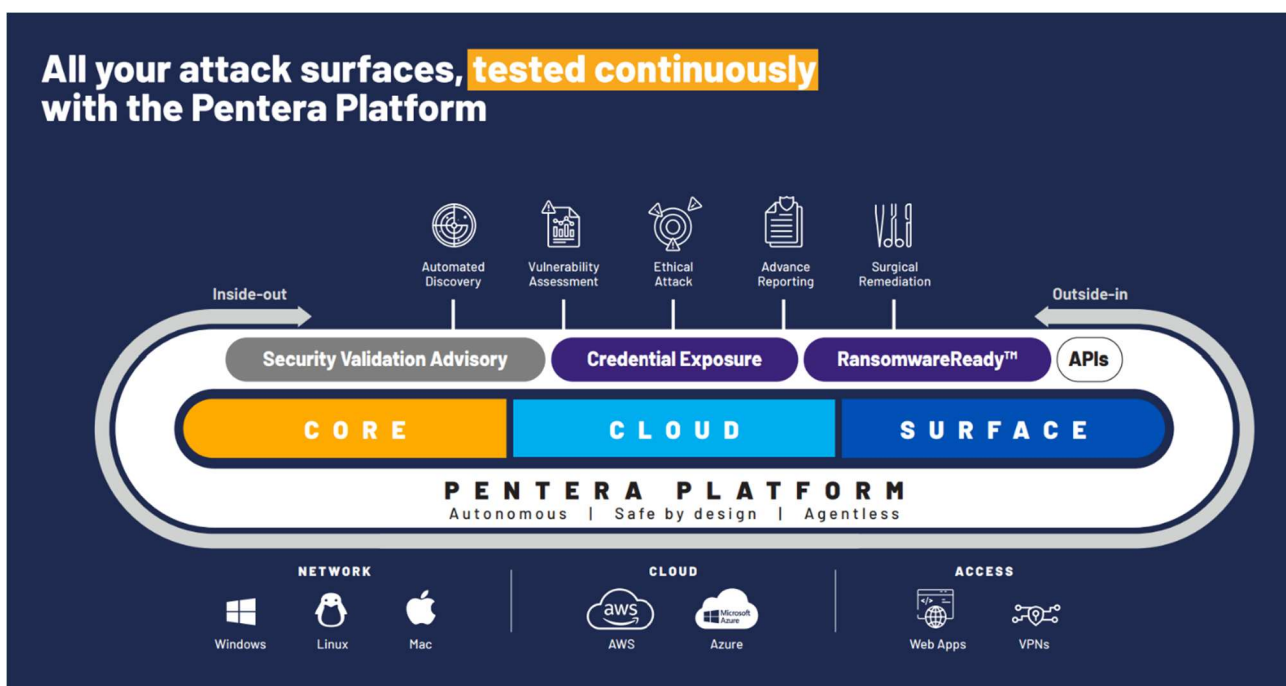 All your attack surfaces, tested continuously
with the Pentera Platform
Automated
Discovery
Vulnerability
Assessment
Ethical
Attack
Advance
Reporting
Surgical
Remediation
Inside-out
Outside-in
Security Validation Advisory
Credential Exposure
RansomwareReady™
APIs
CORE
CLOUD
SURFACE
PENTERA PLATFORM
Autonomous | Safe by design | Agentless
NETWORK
Windows
Linux
Mac
CLOUD
aws
AWS
Microsoft
Azure
Azure
ACCESS
</>
Web Apps
VPNs